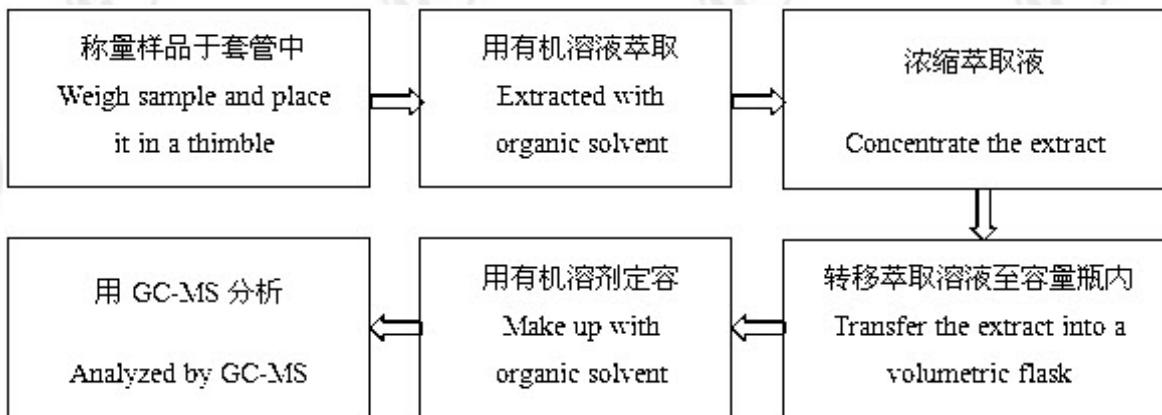 称量样品于套管中
Weigh sample and place
it in a thimble
用有机溶液萃取
Extracted with
organic solvent
浓缩萃取液
Concentrate the extract
转移萃取溶液至容量瓶内
Transfer the extract into a
volumetric flask
用有机溶剂定容
Make up with
organic solvent
用 GC-MS 分析
Analyzed by GC-MS